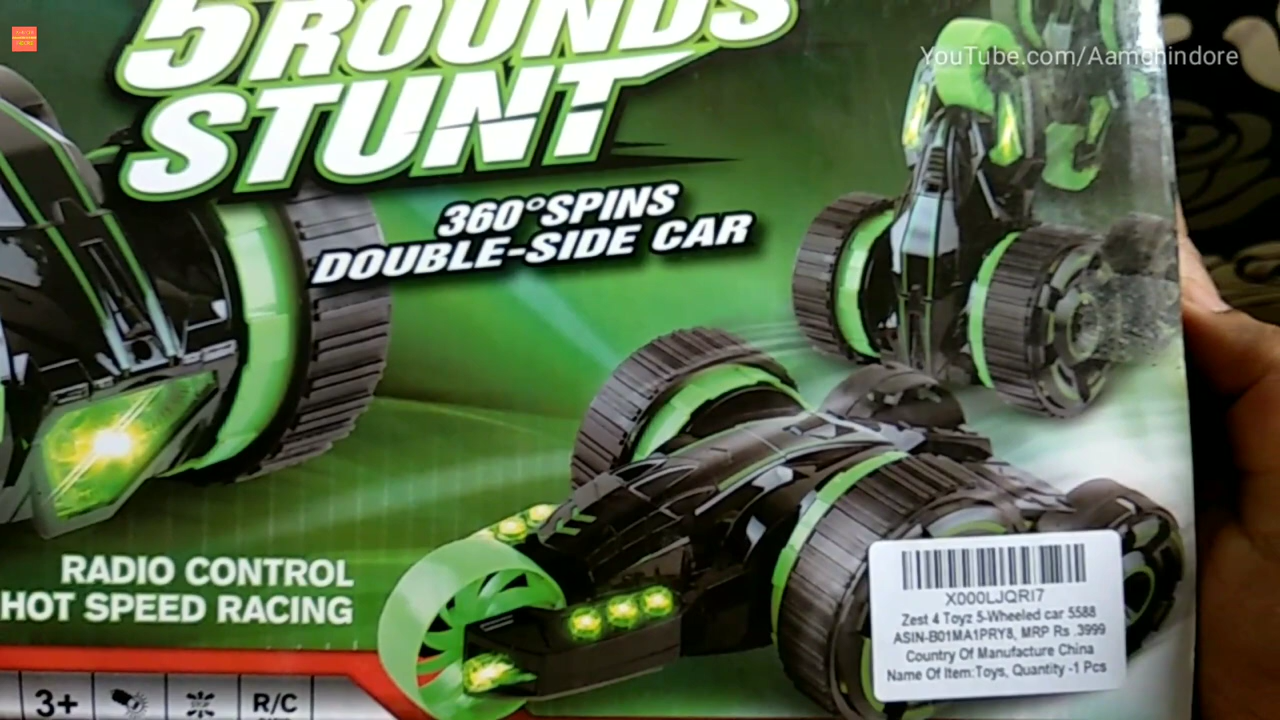 YouTube.com/Aamchindore
5 ROUNDS
STUNT
360°SPINS
DOUBLE-SIDE CAR
RADIO CONTROL
HOT SPEED RACING
3+
R/C
X000LJQRI7
Zest 4 Toyz 5-Wheeled car 5588
ASIN-B01MA1PRY8, MRP Rs .3999
Country Of Manufacture China
Name Of Item:Toys, Quantity -1 Pcs